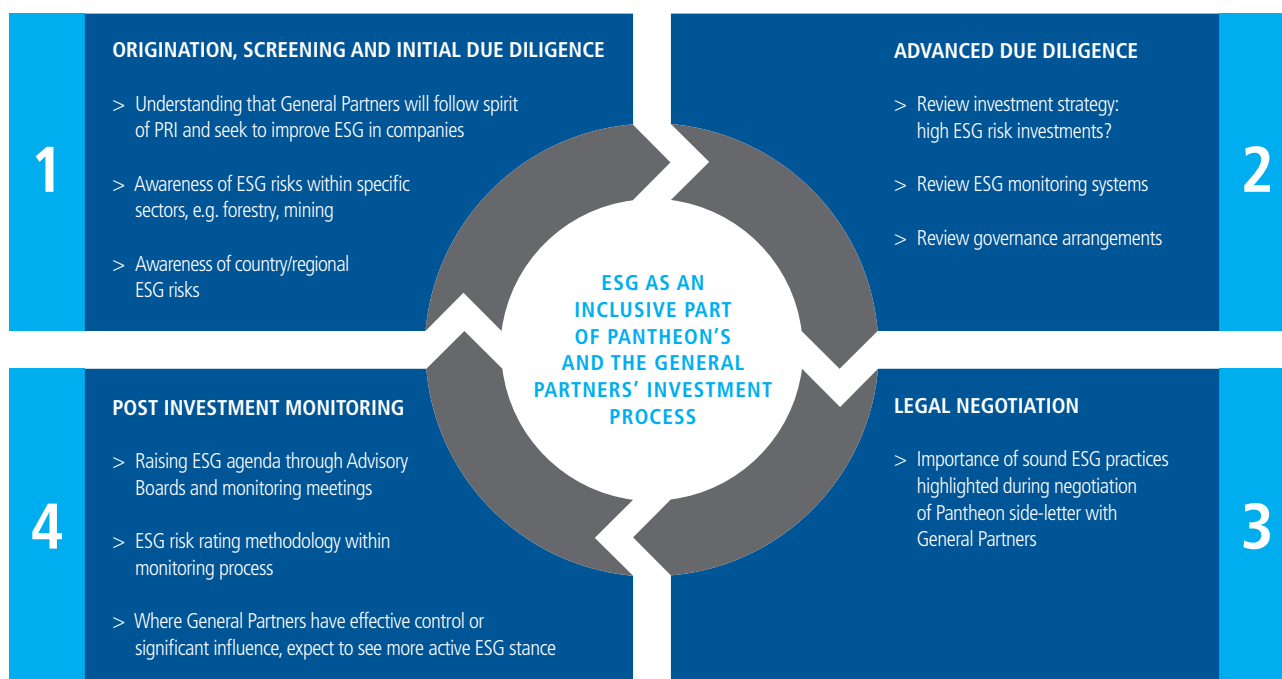 1
ORIGINATION, SCREENING AND INITIAL DUE DILIGENCE
> Understanding that General Partners will follow spirit
of PRI and seek to improve ESG in companies
> Awareness of ESG risks within specific
sectors, e.g. forestry, mining
> Awareness of country/regional
ESG risks
2
ADVANCED DUE DILIGENCE
> Review investment strategy:
high ESG risk investments?
> Review ESG monitoring systems
> Review governance arrangements
ESG AS AN
INCLUSIVE PART
OF PANTHEON'S
AND THE GENERAL
PARTNERS' INVESTMENT
PROCESS
3
LEGAL NEGOTIATION
> Importance of sound ESG practices
highlighted during negotiation
of Pantheon side-letter with
General Partners
4
POST INVESTMENT MONITORING
> Raising ESG agenda through Advisory
Boards and monitoring meetings
> ESG risk rating methodology within
monitoring process
> Where General Partners have effective control or
significant influence, expect to see more active ESG stance